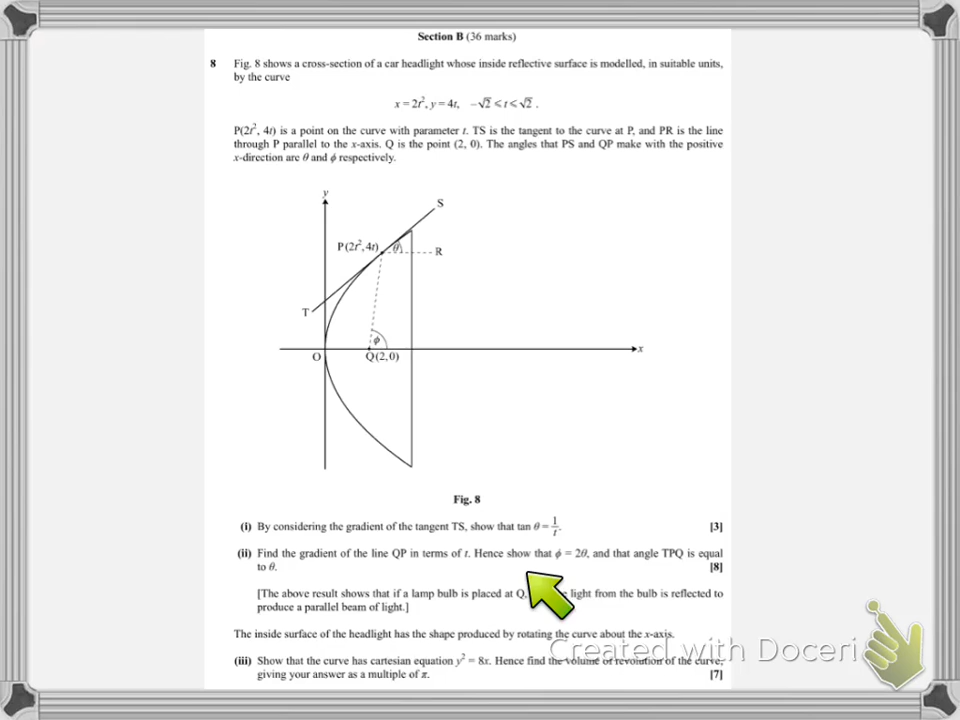 Section B (36 marks)
8 Fig. 8 shows a cross-section of a car headlight whose inside reflective surface is modelled, in suitable units,
by the curve
x = 2t², y = 4t, −√2 ⩽ t ⩽ √2 .
P(2t², 4t) is a point on the curve with parameter t. TS is the tangent to the curve at P, and PR is the line
through P parallel to the x-axis. Q is the point (2, 0). The angles that PS and QP make with the positive
x-direction are θ and ϕ respectively.
y
S
P(2t², 4t)
θ
R
T
ϕ
O
Q(2,0)
x
Fig. 8
(i) By considering the gradient of the tangent TS, show that tan θ = 1/t. [3]
(ii) Find the gradient of the line QP in terms of t. Hence show that ϕ = 2θ, and that angle TPQ is equal
to θ. [8]
[The above result shows that if a lamp bulb is placed at Q, light from the bulb is reflected to
produce a parallel beam of light.]
The inside surface of the headlight has the shape produced by rotating the curve about the x-axis.
(iii) Show that the curve has cartesian equation y² = 8x. Hence find the volume of revolution of the curve,
giving your answer as a multiple of π. [7]
Created with Doceri